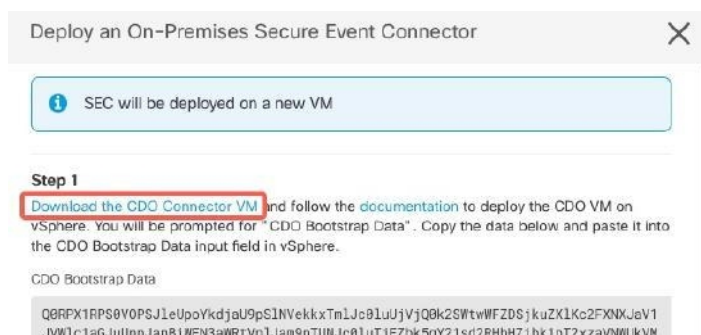 Deploy an On-Premises Secure Event Connector
SEC will be deployed on a new VM
Step 1
Download the CDO Connector VM and follow the documentation to deploy the CDO VM on
vSphere. You will be prompted for "CDO Bootstrap Data". Copy the data below and paste it into
the CDO Bootstrap Data input field in vSphere.
CDO Bootstrap Data